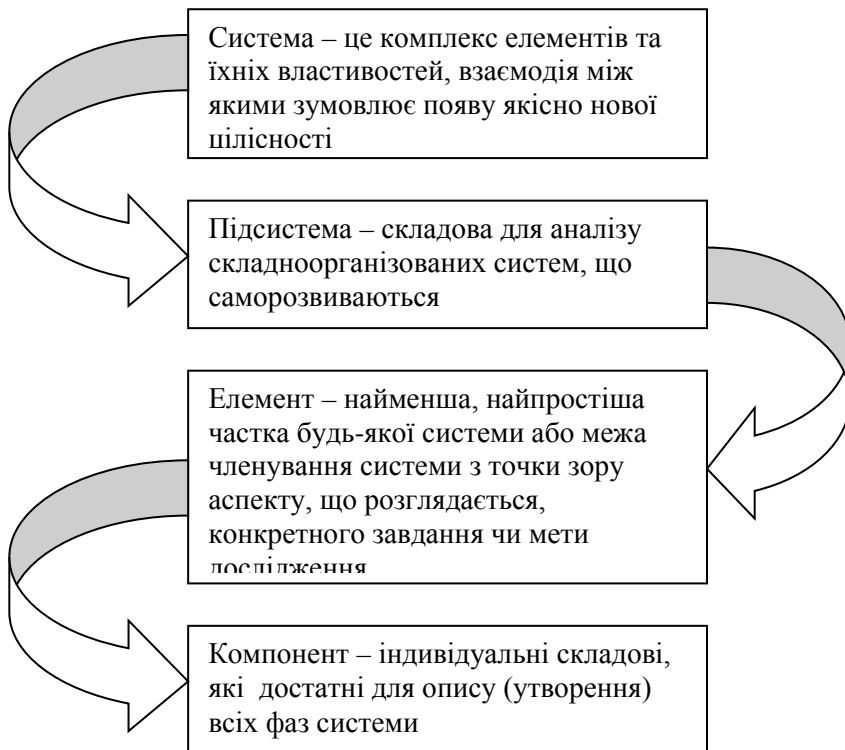 Система – це комплекс елементів та
їхніх властивостей, взаємодія між
якими зумовлює появу якісно нової
цілісності
Підсистема – складова для аналізу
складноорганізованих систем, що
саморозвиваються
Елемент – найменша, найпростіша
частка будь-якої системи або межа
членування системи з точки зору
аспекту, що розглядається,
конкретного завдання чи мети
дослідження
Компонент – індивідуальні складові,
які достатні для опису (утворення)
всіх фаз системи